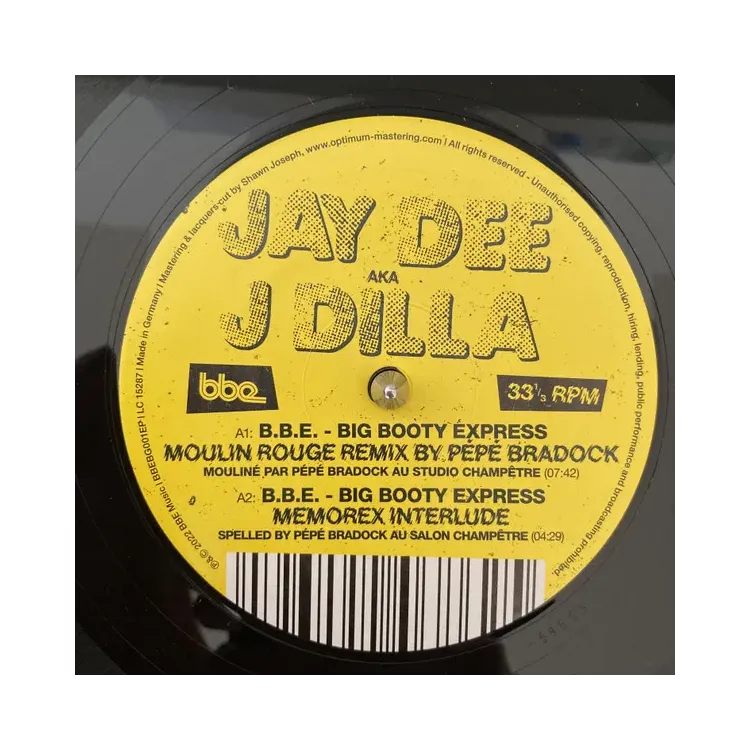 ℗ & © 2022 BBE Music | BBEBG001EP | LC 15287 | Made in Germany | Mastering & lacquers cut by Shawn Joseph, www.optimum-mastering.com | All rights reserved - Unauthorised copying, reproduction, hiring, lending, public performance and broadcasting prohibited.
JAY DEE
AKA
J DILLA
bbe
33⅓ RPM
A1: B.B.E. - BIG BOOTY EXPRESS
MOULIN ROUGE REMIX BY PÉPÉ BRADOCK
MOULINÉ PAR PÉPÉ BRADOCK AU STUDIO CHAMPÊTRE (07:42)
A2: B.B.E. - BIG BOOTY EXPRESS
MEMOREX INTERLUDE
SPELLED BY PÉPÉ BRADOCK AU SALON CHAMPÊTRE (04:29)